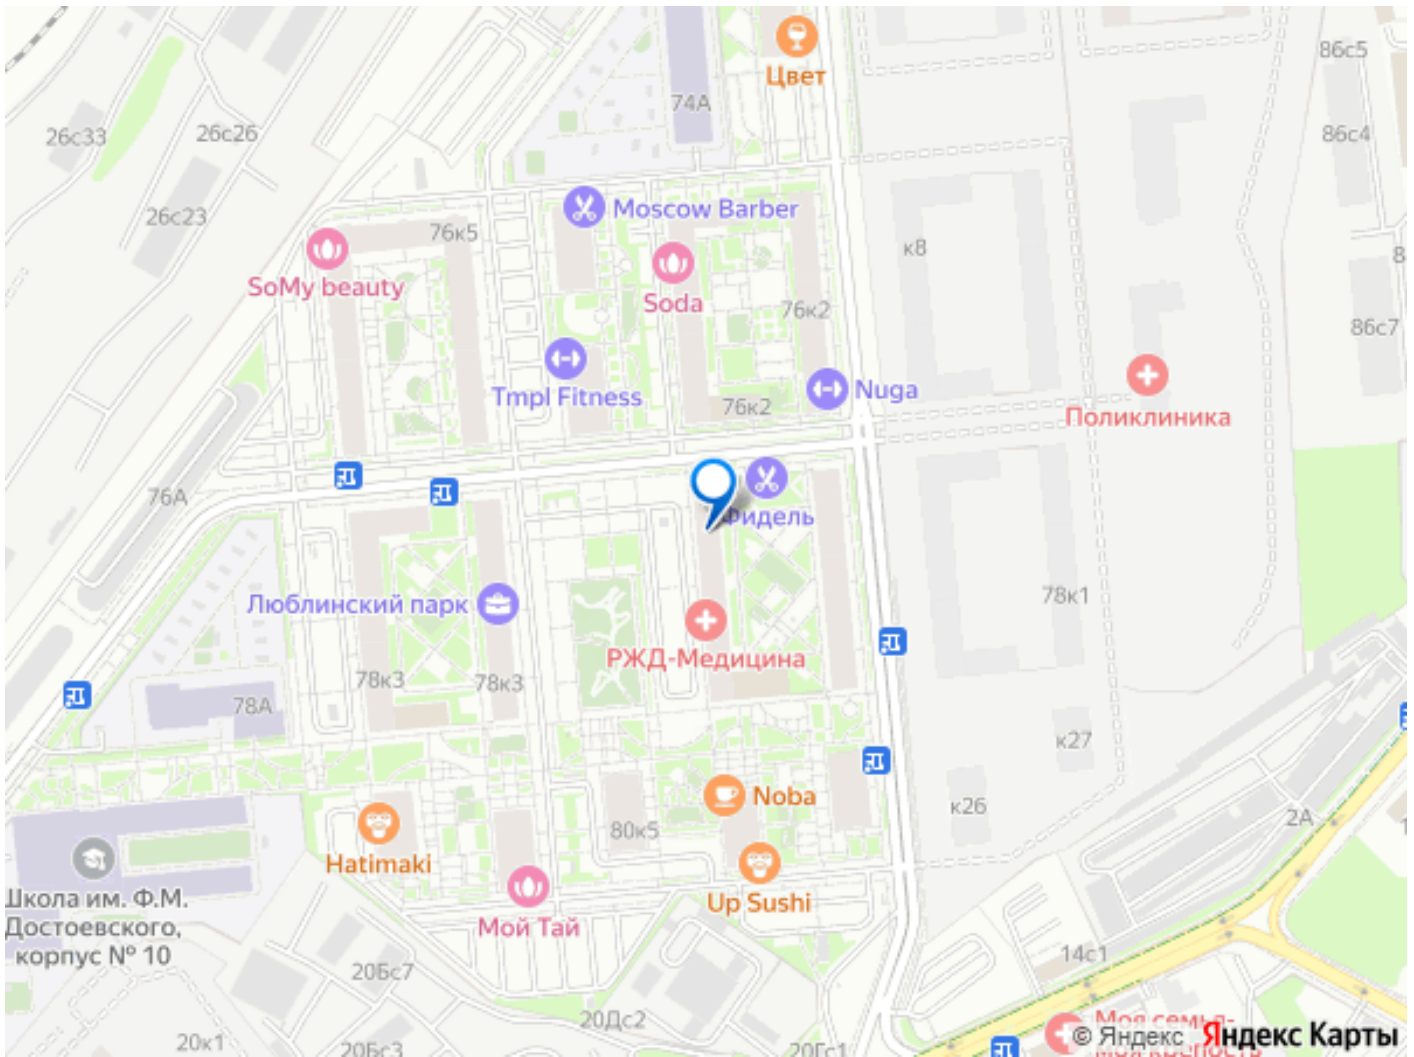 86с5
Цвет
74А
86с4
26с33
26с26
Moscow Barber
26с23
76к5
к8
SoMy beauty
Soda
76к2
86с7
Tmpl Fitness
76к2
Nuga
Поликлиника
76А
Фидель
Люблинский парк
78к1
РЖД-Медицина
78к3
78к3
78А
к27
Noba
к26
2А
80к5
Hatimaki
Школа им. Ф.М.
Достоевского,
корпус № 10
Up Sushi
Мой Тай
14с1
20Бс7
20Дс2
20к1
20Бс3
20Гс1
Моя семья-
© Яндекс Яндекс Карты